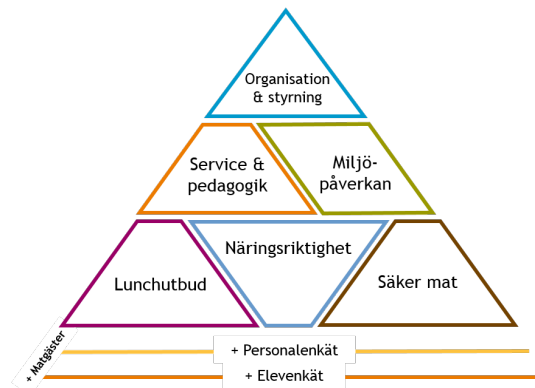 Organisation
& styrning
Service &
pedagogik
Miljö-
påverkan
Lunchutbud
Näringsriktighet
Säker mat
+ Matgäster
+ Personalenkät
+ Elevenkät